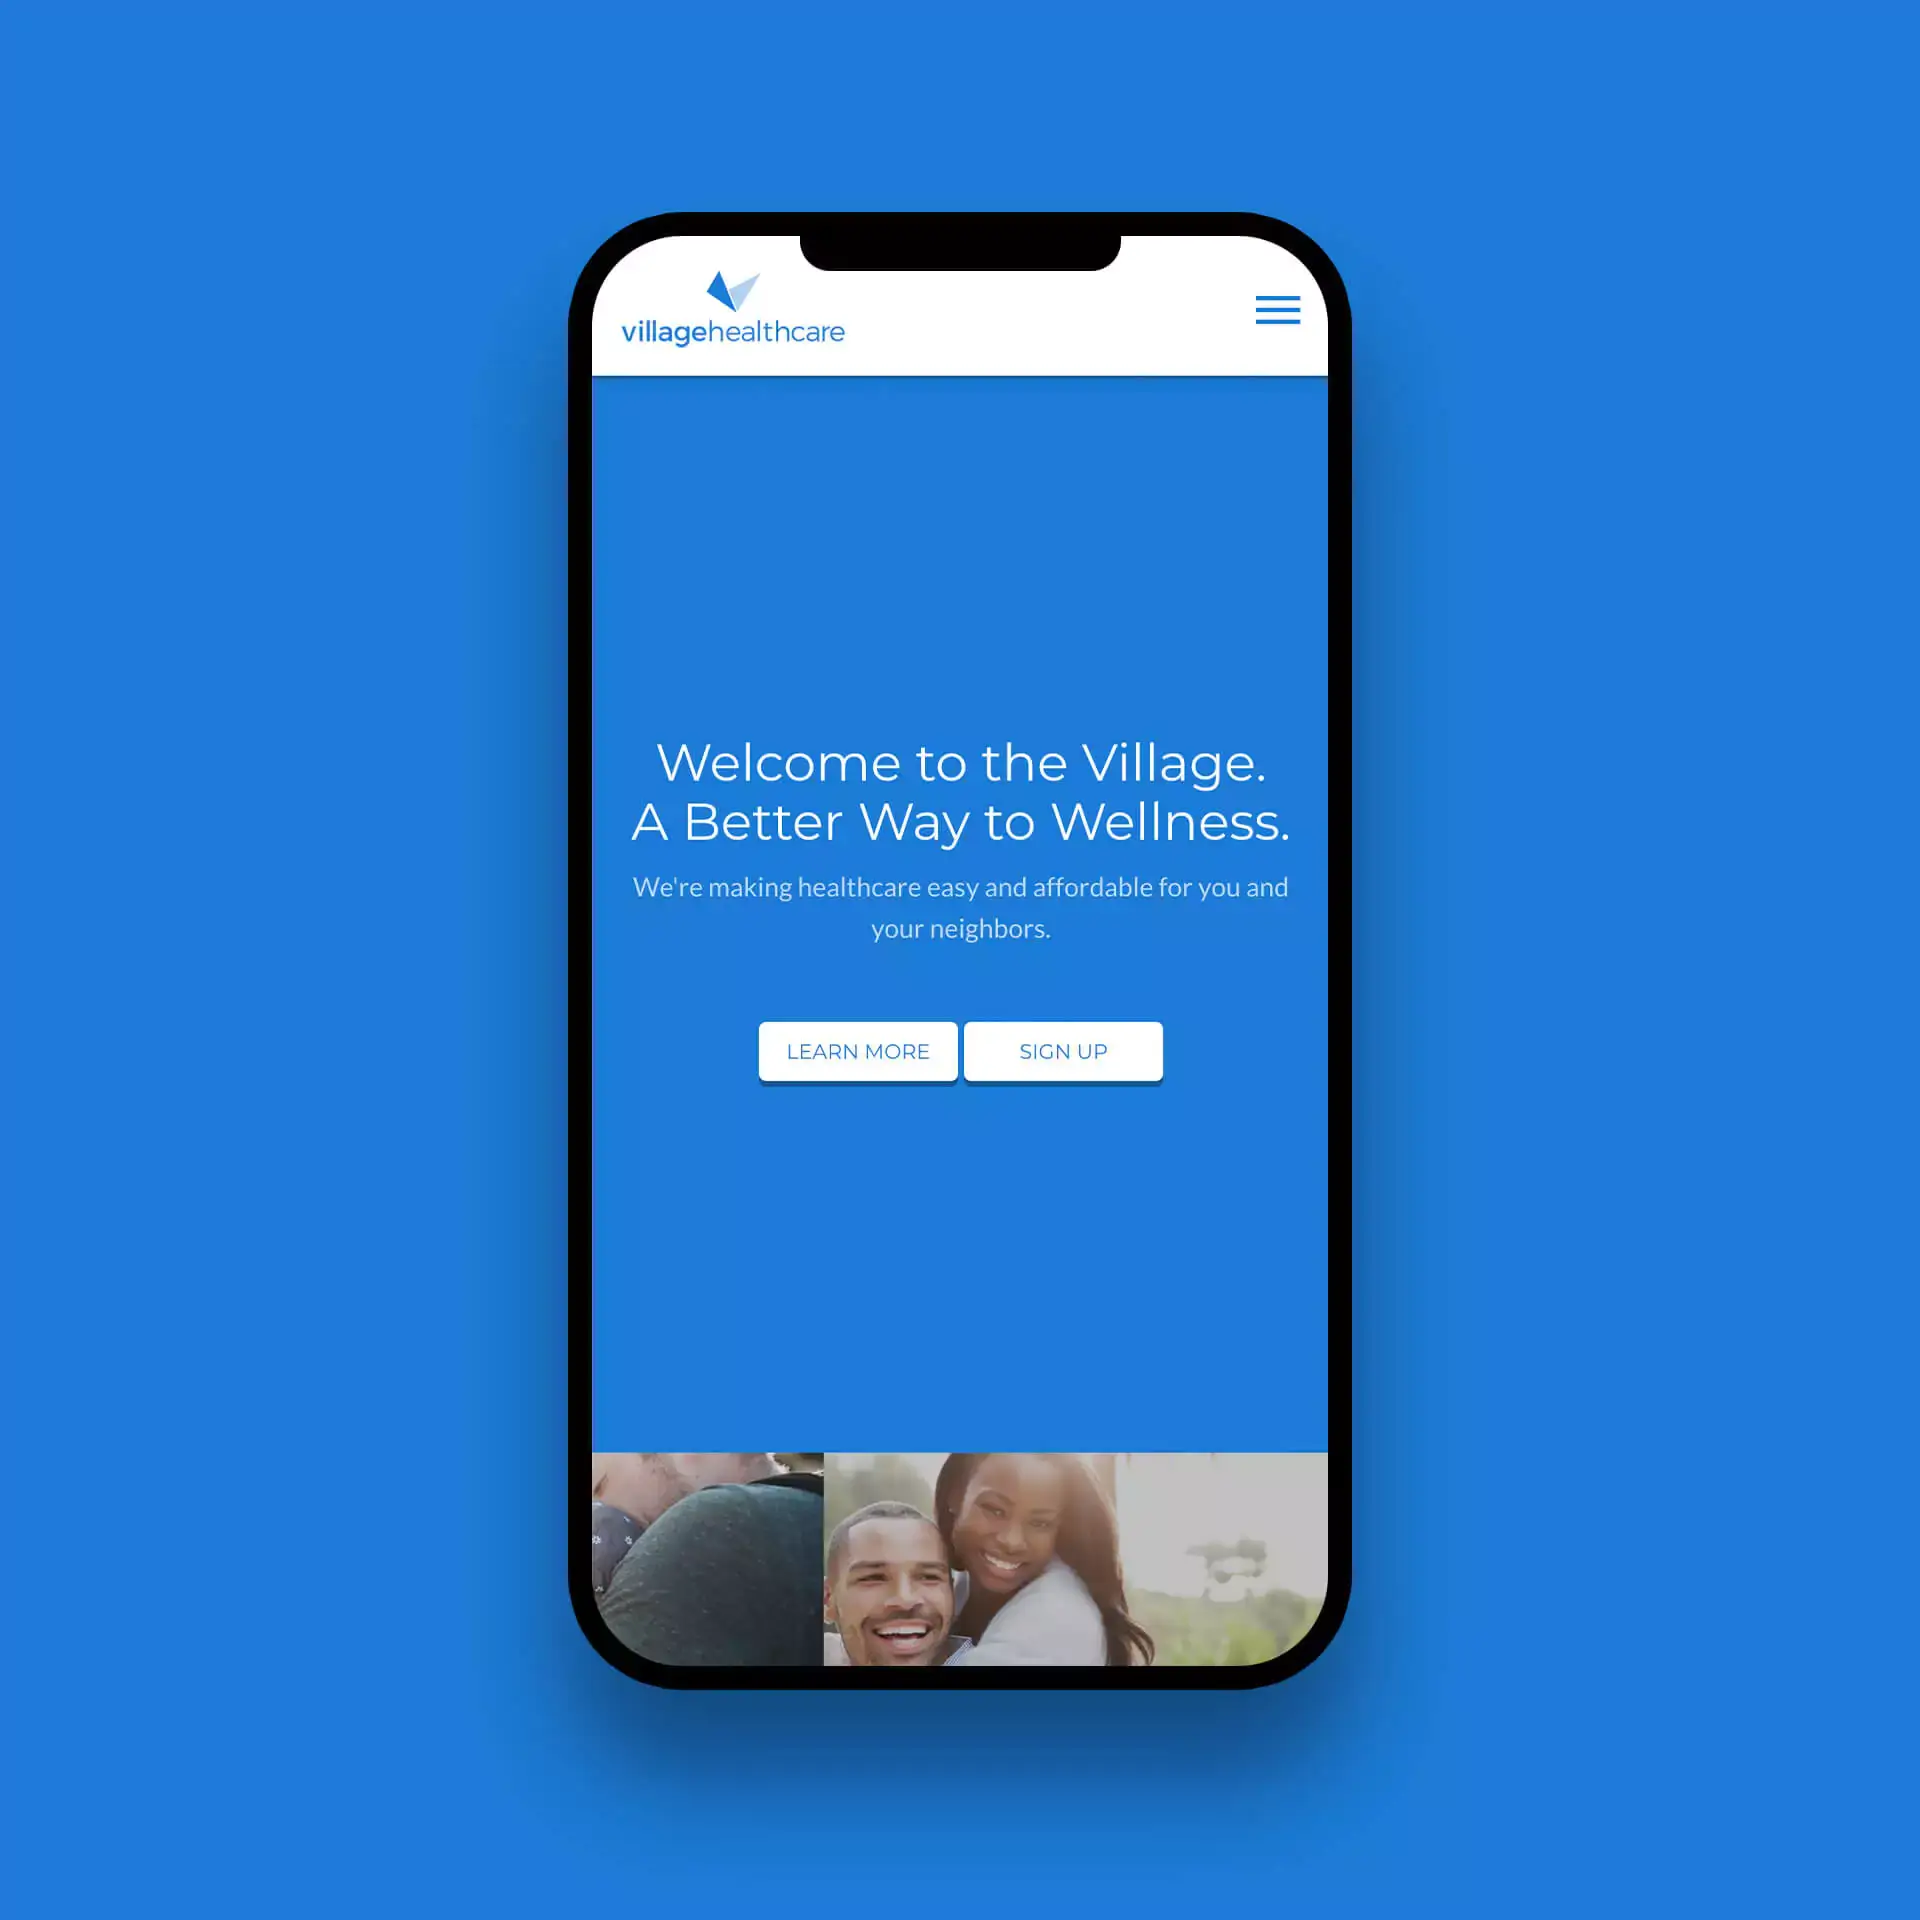 villagehealthcare
Welcome to the Village.
A Better Way to Wellness.
We're making healthcare easy and affordable for you and
your neighbors.
LEARN MORE
SIGN UP